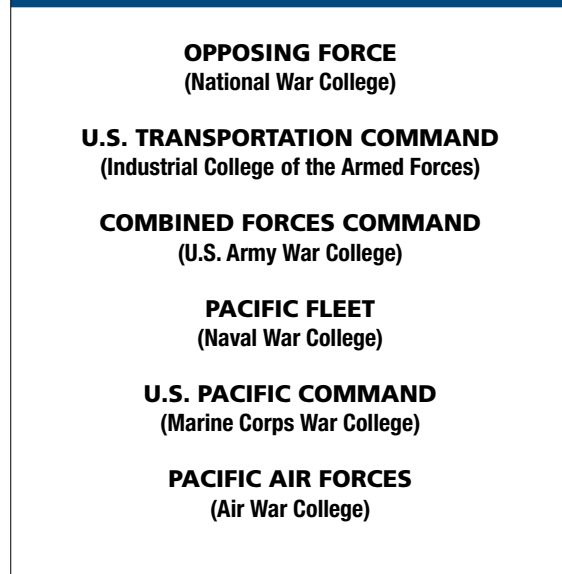 OPPOSING FORCE
(National War College)
U.S. TRANSPORTATION COMMAND
(Industrial College of the Armed Forces)
COMBINED FORCES COMMAND
(U.S. Army War College)
PACIFIC FLEET
(Naval War College)
U.S. PACIFIC COMMAND
(Marine Corps War College)
PACIFIC AIR FORCES
(Air War College)